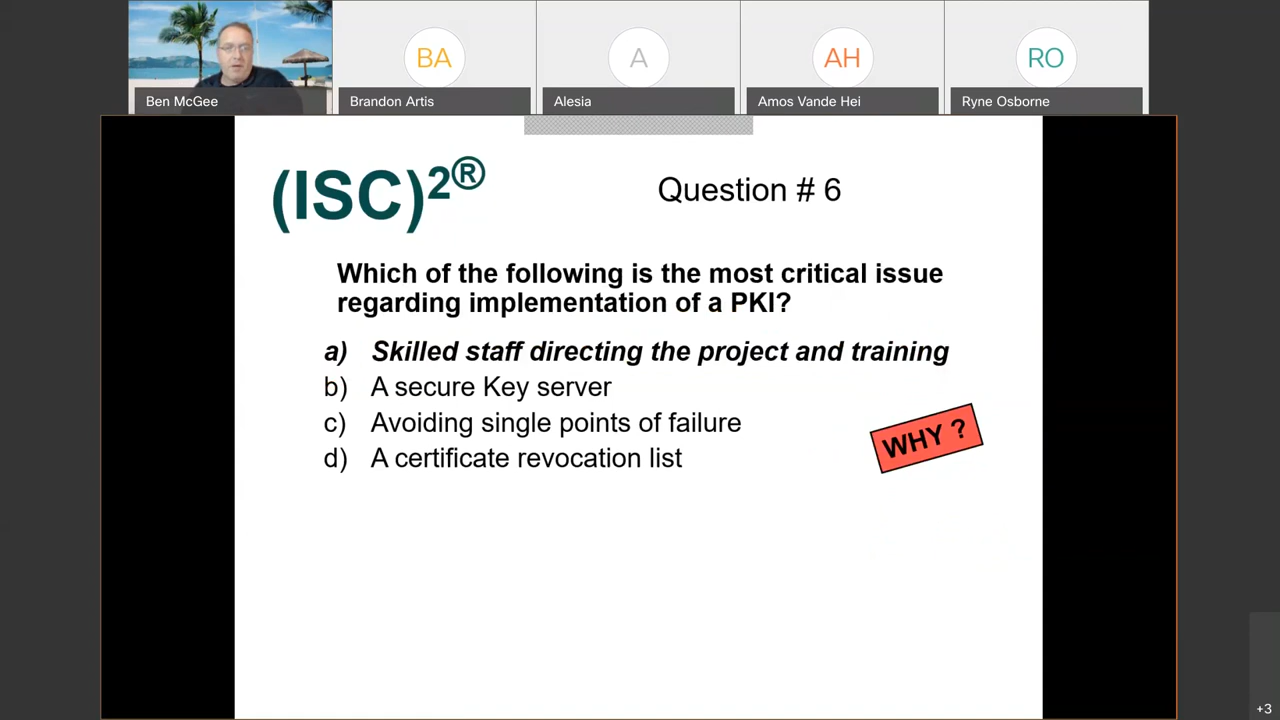 BA
A
AH
RO
Ben McGee
Brandon Artis
Alesia
Amos Vande Hei
Ryne Osborne
(ISC)2®
Question # 6
Which of the following is the most critical issue
regarding implementation of a PKI?
a) Skilled staff directing the project and training
b) A secure Key server
c) Avoiding single points of failure
d) A certificate revocation list
WHY ?
+3